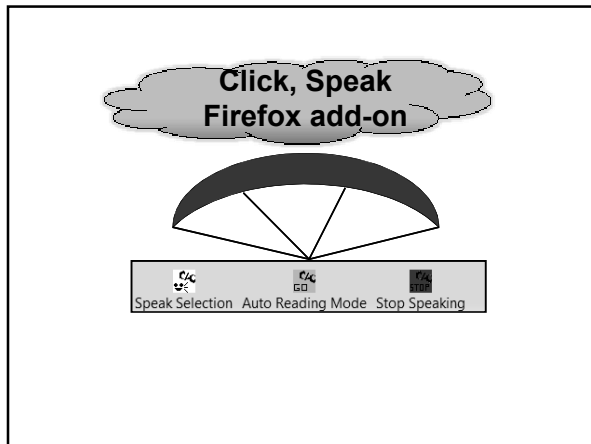 Click, Speak
Firefox add-on
GO STOP
Speak Selection Auto Reading Mode Stop Speaking